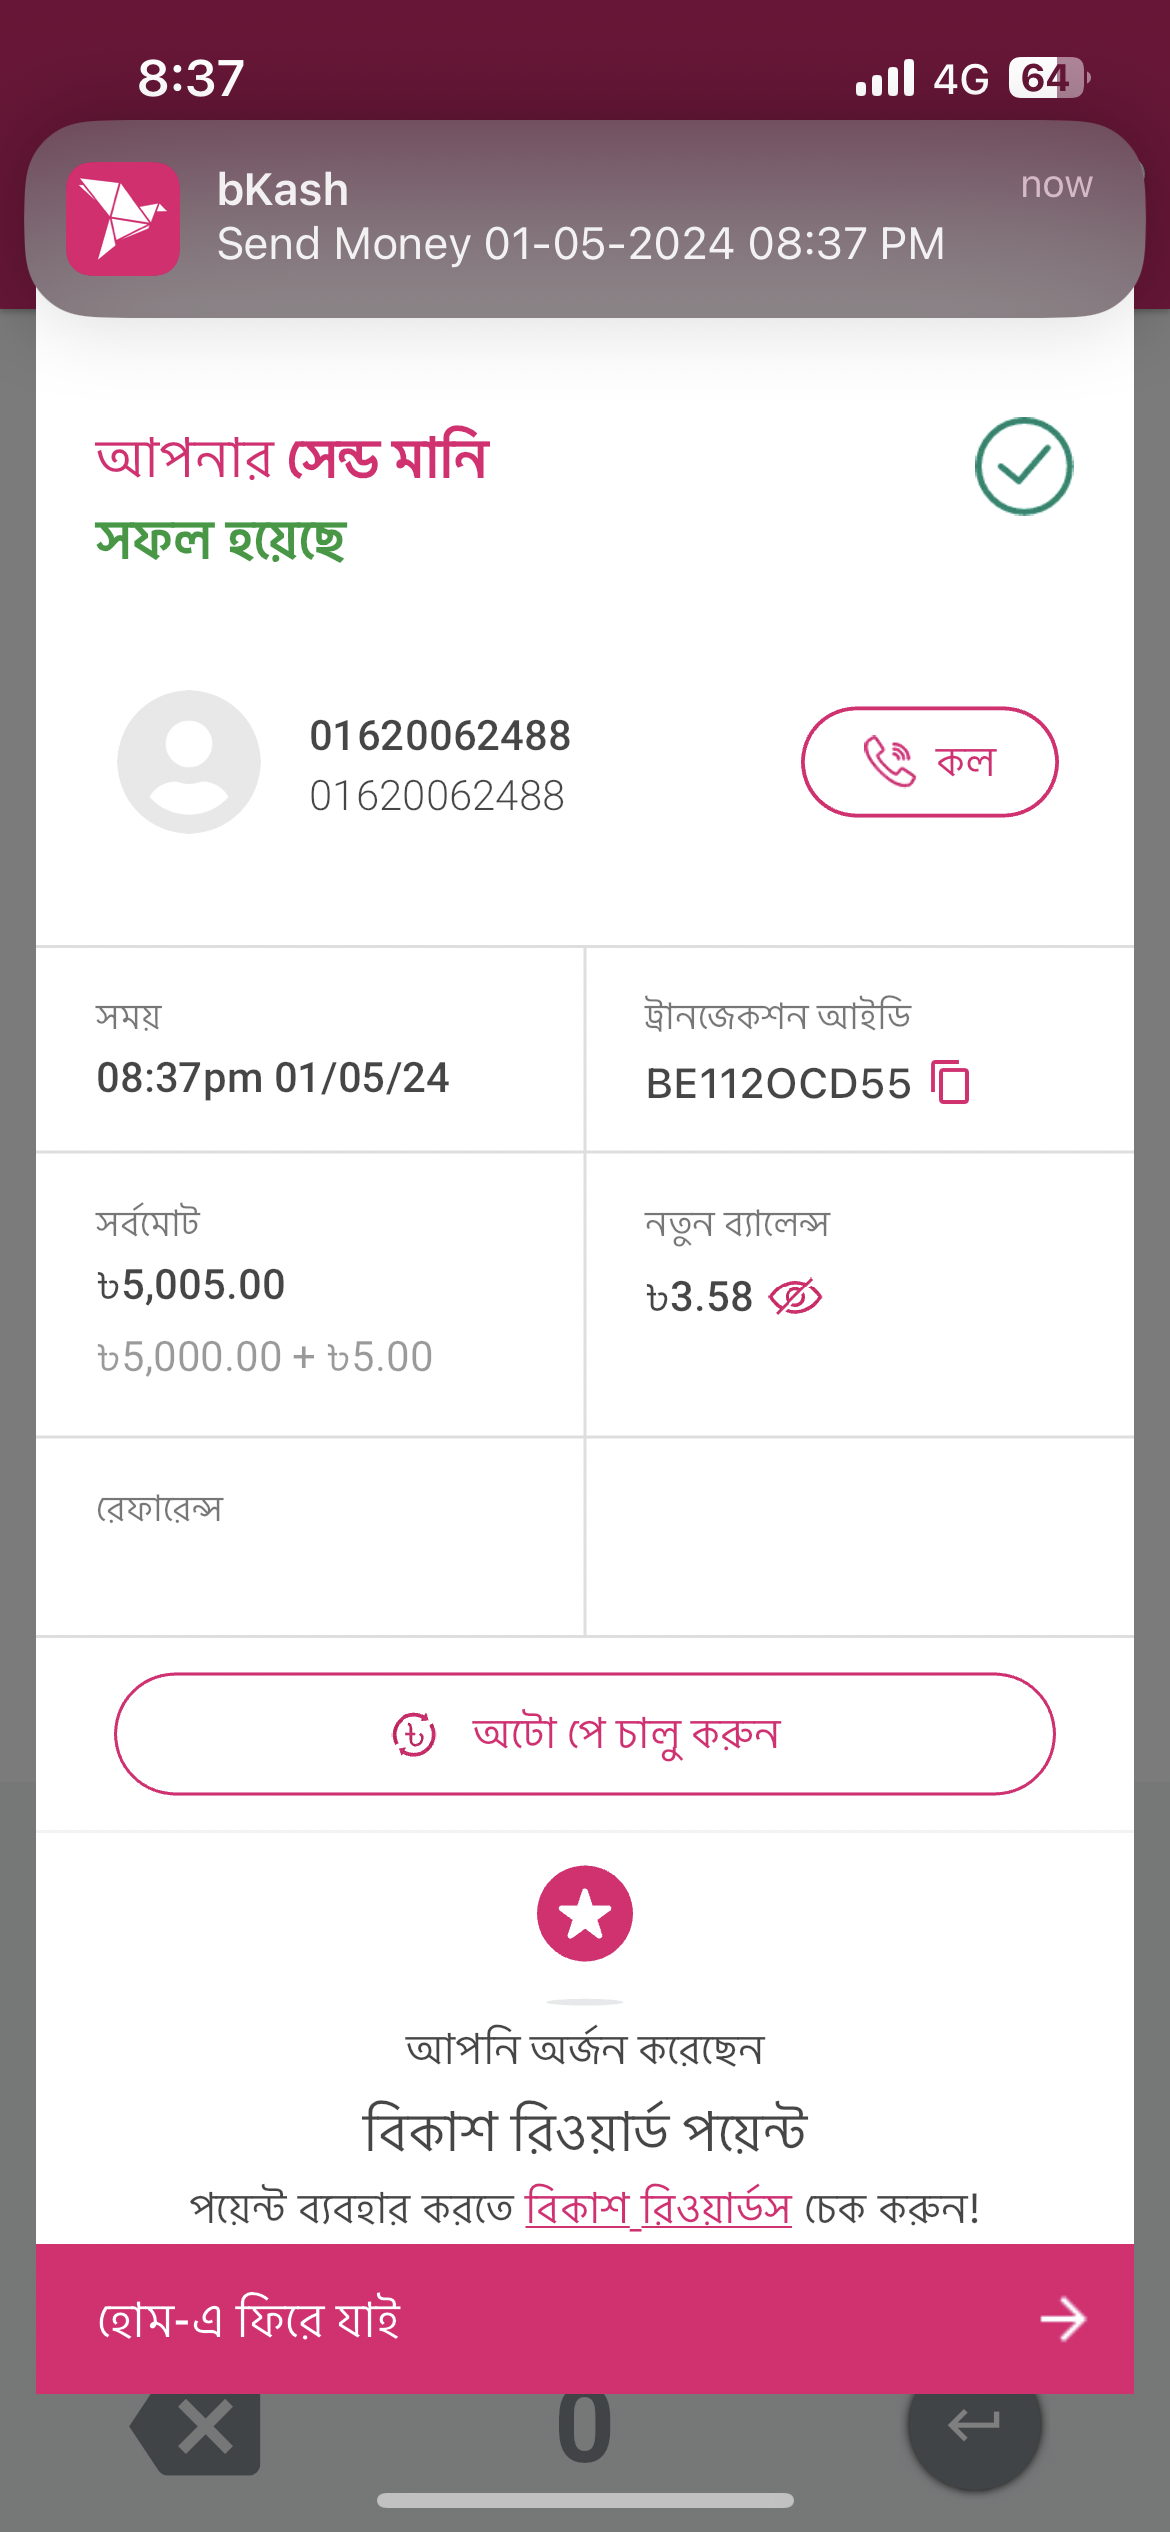 8:37
4G 64
bKash
now
Send Money 01-05-2024 08:37 PM
আপনার সেন্ড মানি
সফল হয়েছে
01620062488
01620062488
কল
সময়
08:37pm 01/05/24
ট্রানজেকশন আইডি
BE112OCD55
সর্বমোট
৳5,005.00
৳5,000.00 + ৳5.00
নতুন ব্যালেন্স
৳3.58
রেফারেন্স
অটো পে চালু করুন
আপনি অর্জন করেছেন
বিকাশ রিওয়ার্ড পয়েন্ট
পয়েন্ট ব্যবহার করতে বিকাশ রিওয়ার্ডস চেক করুন!
হোম-এ ফিরে যাই
0